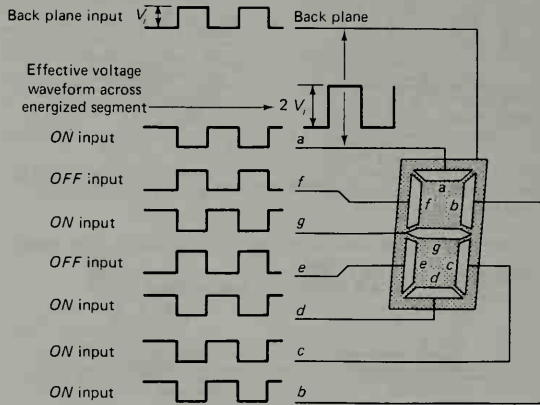 Back plane input V_i Back plane
Effective voltage
waveform across
energized segment 2 V_i
ON input a
OFF input f
ON input g
OFF input e
ON input d
ON input c
ON input b
a
f b
g
e c
d